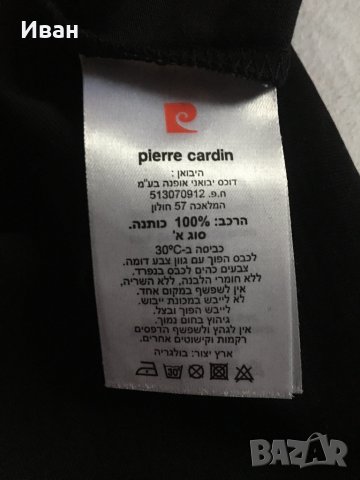 Иван
pierre cardin
היבואן:
דוכס יבואני אופנה בע"מ
ח.פ. 513070912
המלאכה 57 חולון
הרכב: 100% כותנה.
סוג א'
כביסה ב-30ºC
לכבס הפוך עם גוון צבע דומה.
צבעים כהים לכבס בנפרד.
ללא חומרי הלבנה, ללא השריה,
אין לשפשף במקום אחד.
לא לייבש במכונת ייבוש.
לייבש הפוך ובצל.
גיהוץ בחום נמוך.
אין לגהץ ולשפשף הדפסים
רקמות וקישוטים אחרים.
ארץ יצור: בולגריה
30
BAZAR